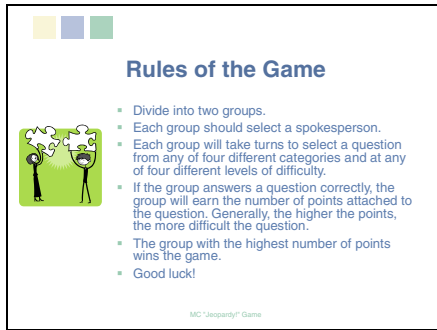 Rules of the Game
Divide into two groups.
Each group should select a spokesperson.
Each group will take turns to select a question
from any of four different categories and at any
of four different levels of difficulty.
If the group answers a question correctly, the
group will earn the number of points attached to
the question. Generally, the higher the points,
the more difficult the question.
The group with the highest number of points
wins the game.
Good luck!
MC "Jeopardy!" Game